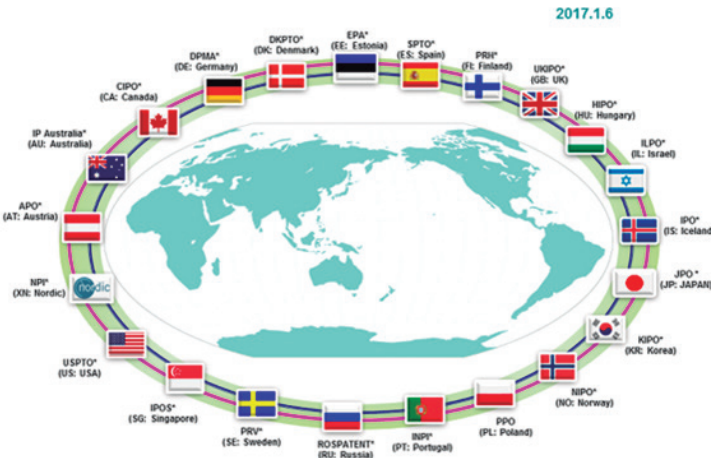 2017.1.6
EPA*
(EE: Estonia)
SPTO*
(ES: Spain)
PRH*
(FI: Finland)
UKIPO*
(GB: UK)
HIPO*
(HU: Hungary)
ILPO*
(IL: Israel)
IPO*
(IS: Iceland)
JPO *
(JP: JAPAN)
KIPO*
(KR: Korea)
NIPO*
(NO: Norway)
PPO
(PL: Poland)
INPI*
(PT: Portugal)
ROSPATENT*
(RU: Russia)
PRV*
(SE: Sweden)
IPOS*
(SG: Singapore)
USPTO*
(US: USA)
NPI*
(XN: Nordic)
nordic
APO*
(AT: Austria)
IP Australia*
(AU: Australia)
CIPO*
(CA: Canada)
DPMA*
(DE: Germany)
DKPTO*
(DK: Denmark)